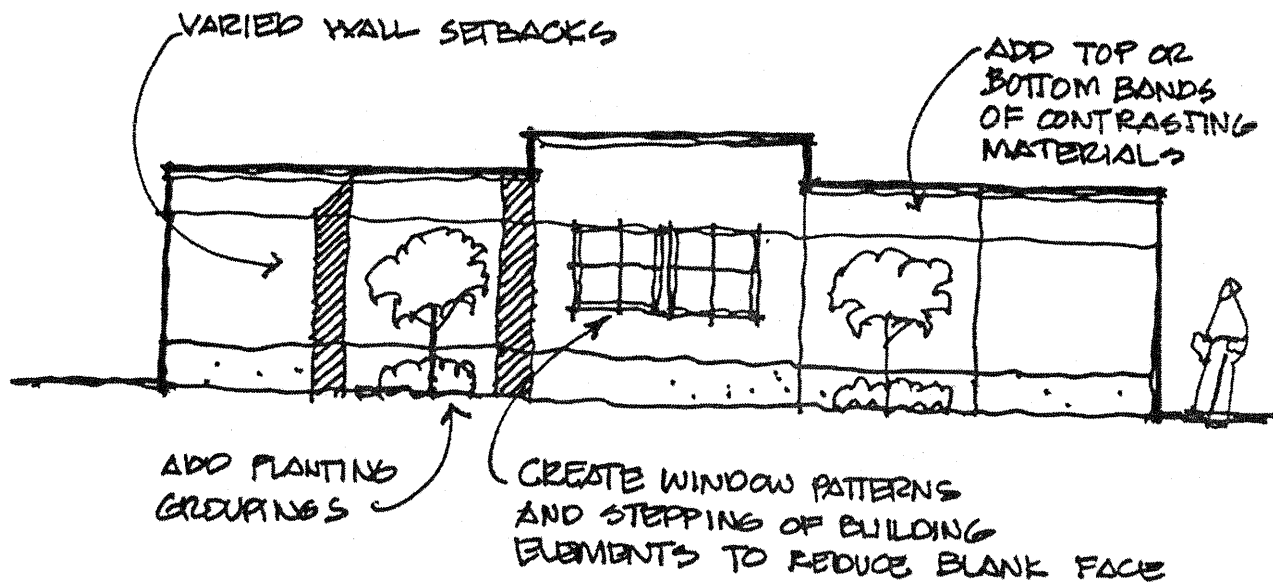 VARIED WALL SETBACKS
ADD TOP OR
BOTTOM BANDS
OF CONTRASTING
MATERIALS
ADD PLANTING
GROUPINGS
CREATE WINDOW PATTERNS
AND STEPPING OF BUILDING
ELEMENTS TO REDUCE BLANK FACE